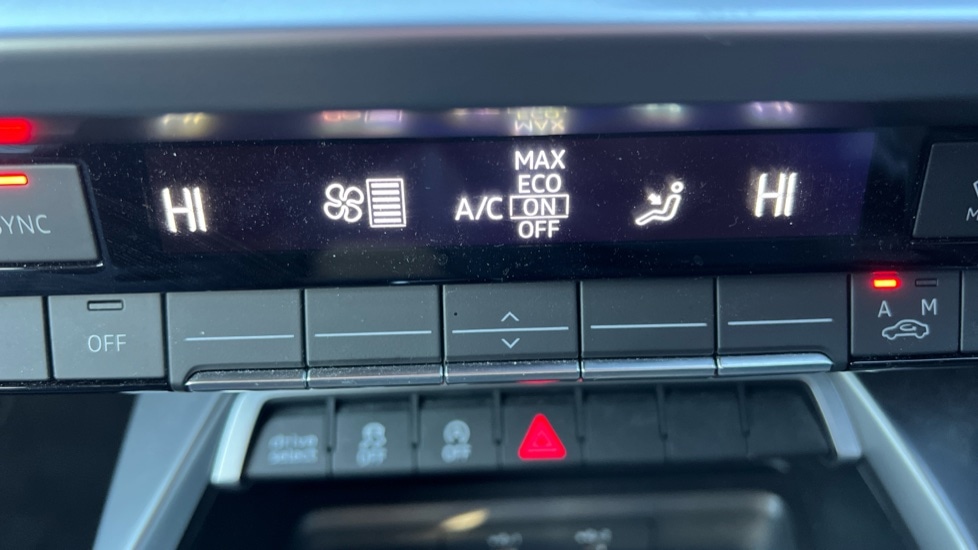 HI
A/C
MAX
ECO
ON
OFF
HI
SYNC
OFF
A M
drive
select
OFF
OFF